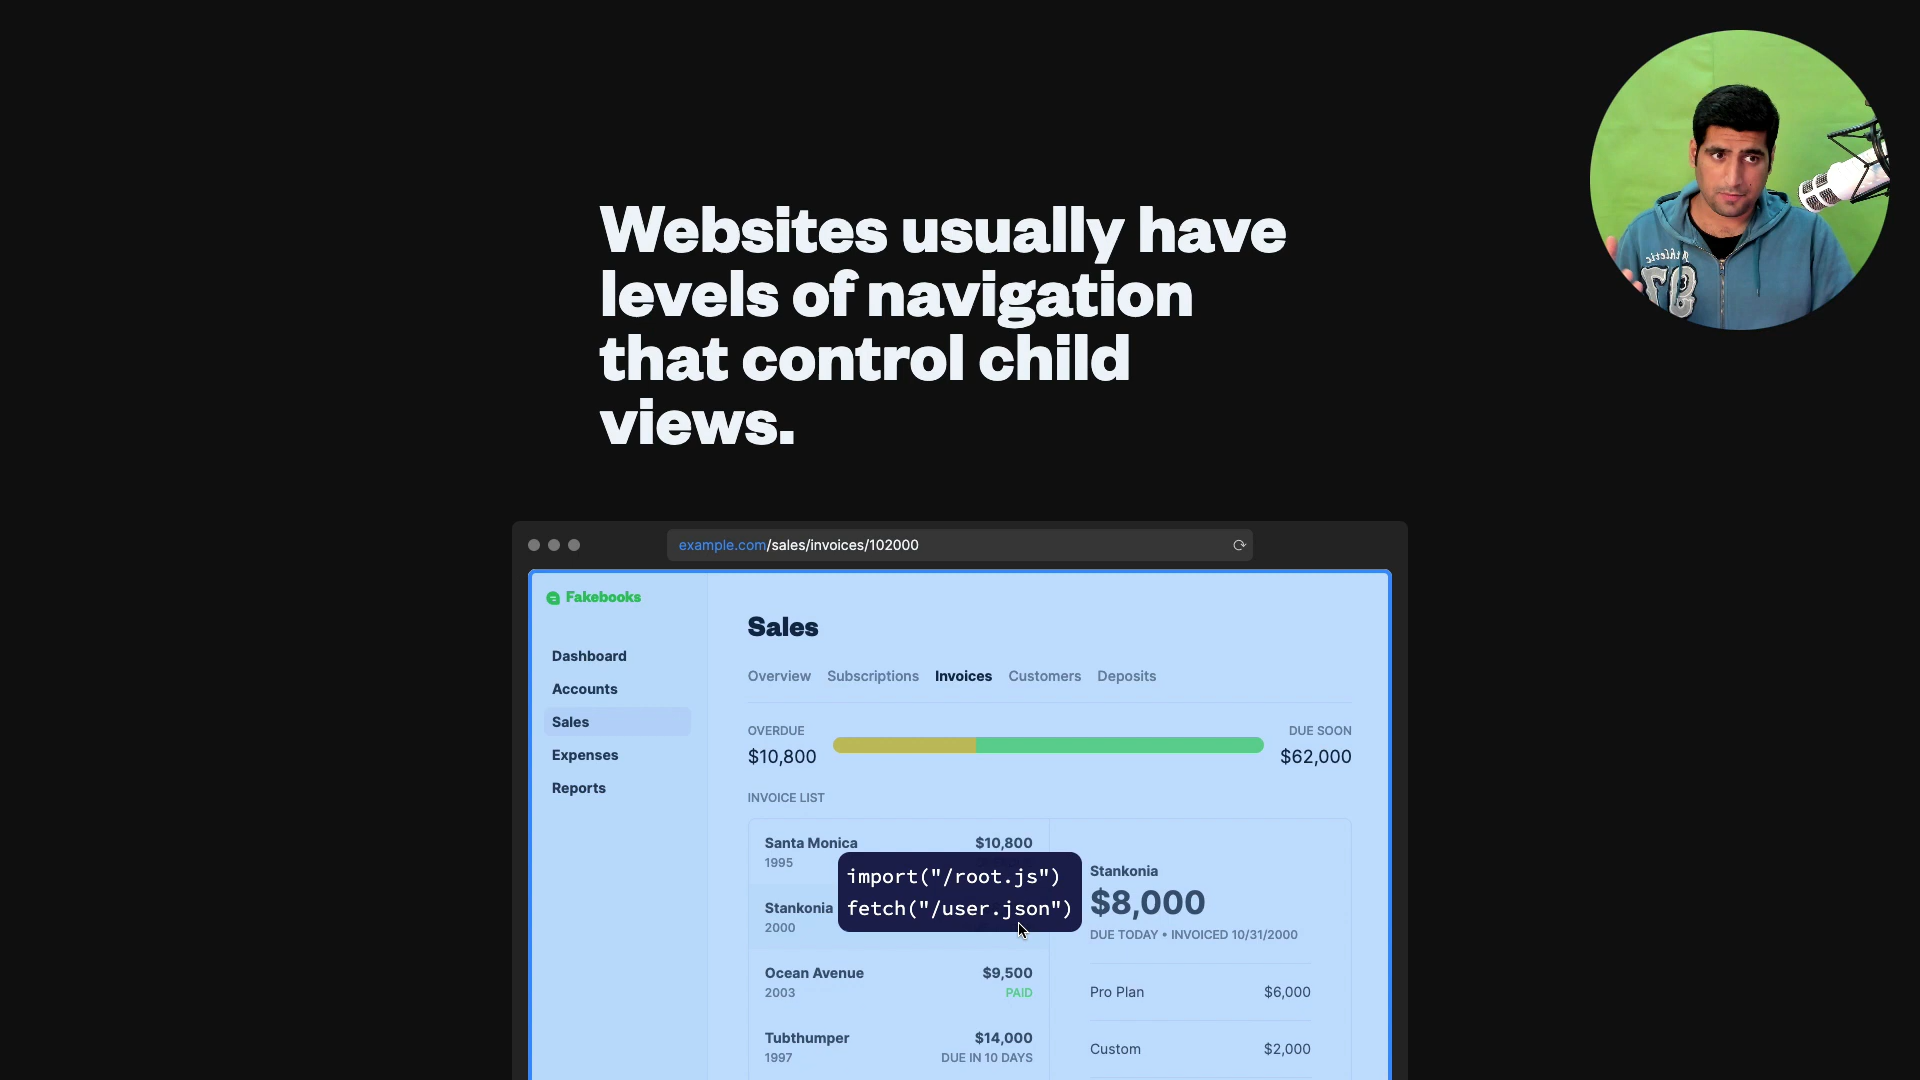 Websites usually have
levels of navigation
that control child
views.
example.com/sales/invoices/102000
Fakebooks
Dashboard
Accounts
Sales
Expenses
Reports
Sales
Overview Subscriptions Invoices Customers Deposits
OVERDUE
$10,800
DUE SOON
$62,000
INVOICE LIST
Santa Monica $10,800
1995
Stankonia
2000
Ocean Avenue $9,500
2003 PAID
Tubthumper $14,000
1997 DUE IN 10 DAYS
import("/root.js")
fetch("/user.json")
Stankonia
$8,000
DUE TODAY • INVOICED 10/31/2000
Pro Plan $6,000
Custom $2,000